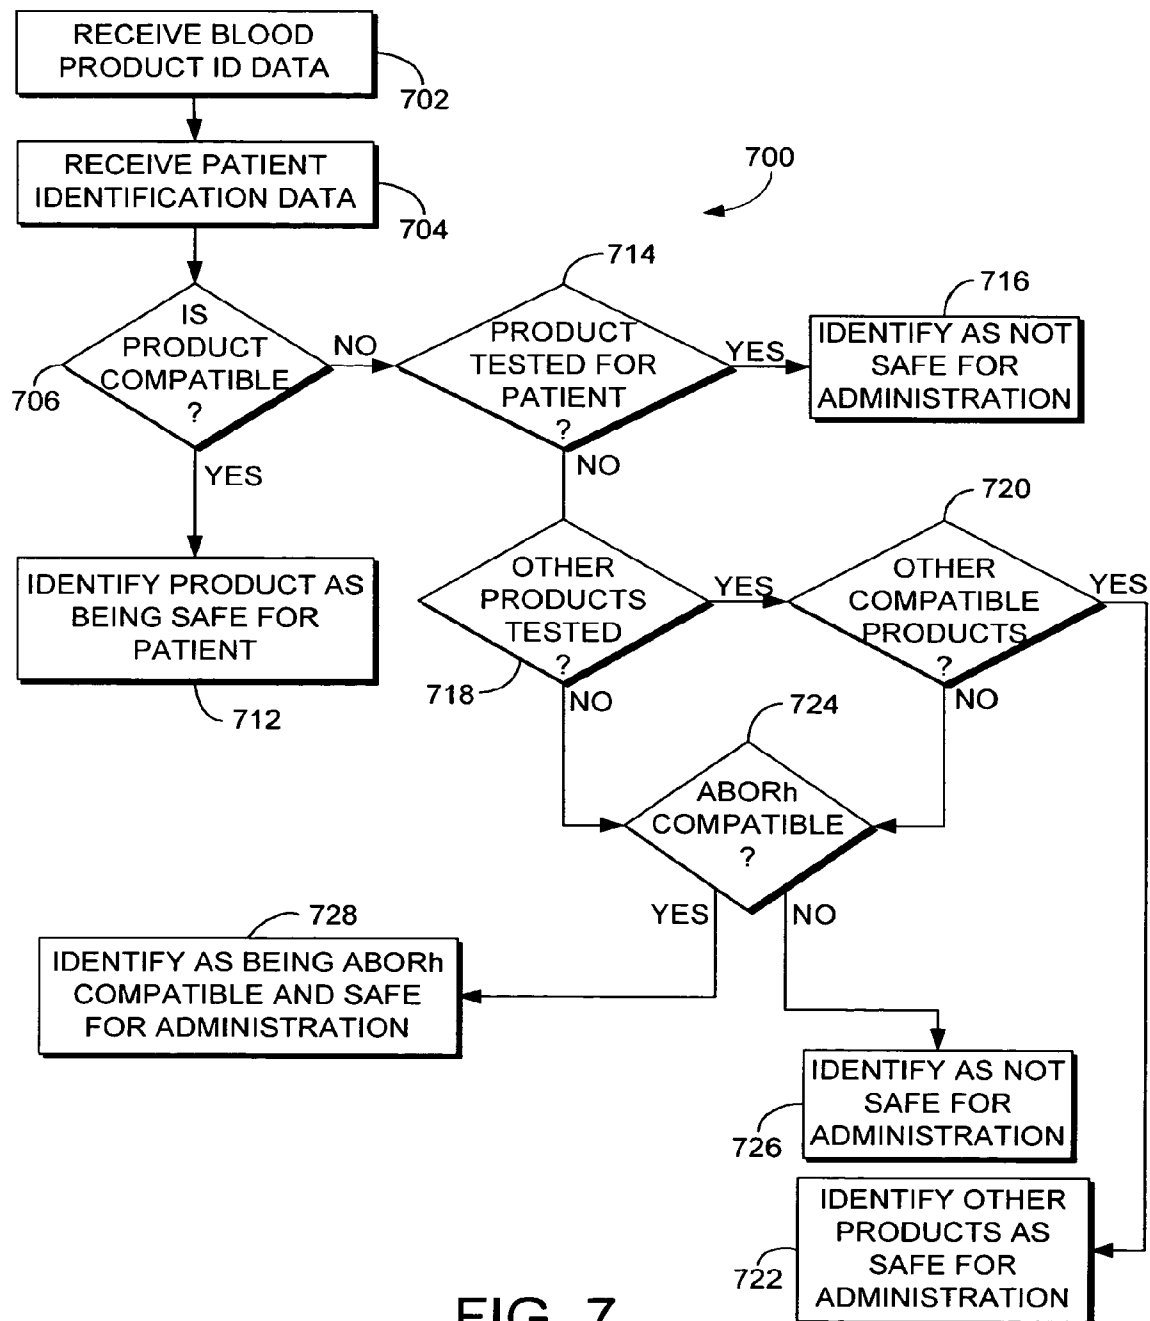 RECEIVE BLOOD
PRODUCT ID DATA
702
RECEIVE PATIENT
IDENTIFICATION DATA
704
700
IS
PRODUCT
COMPATIBLE
?
706
NO
YES
714
PRODUCT
TESTED FOR
PATIENT
?
YES
NO
716
IDENTIFY AS NOT
SAFE FOR
ADMINISTRATION
IDENTIFY PRODUCT AS
BEING SAFE FOR
PATIENT
712
OTHER
PRODUCTS
TESTED
?
718
YES
NO
720
OTHER
COMPATIBLE
PRODUCTS
?
YES
NO
724
ABORh
COMPATIBLE
?
YES
NO
728
IDENTIFY AS BEING ABORh
COMPATIBLE AND SAFE
FOR ADMINISTRATION
IDENTIFY AS NOT
SAFE FOR
ADMINISTRATION
726
IDENTIFY OTHER
PRODUCTS AS
SAFE FOR
ADMINISTRATION
722
FIG. 7